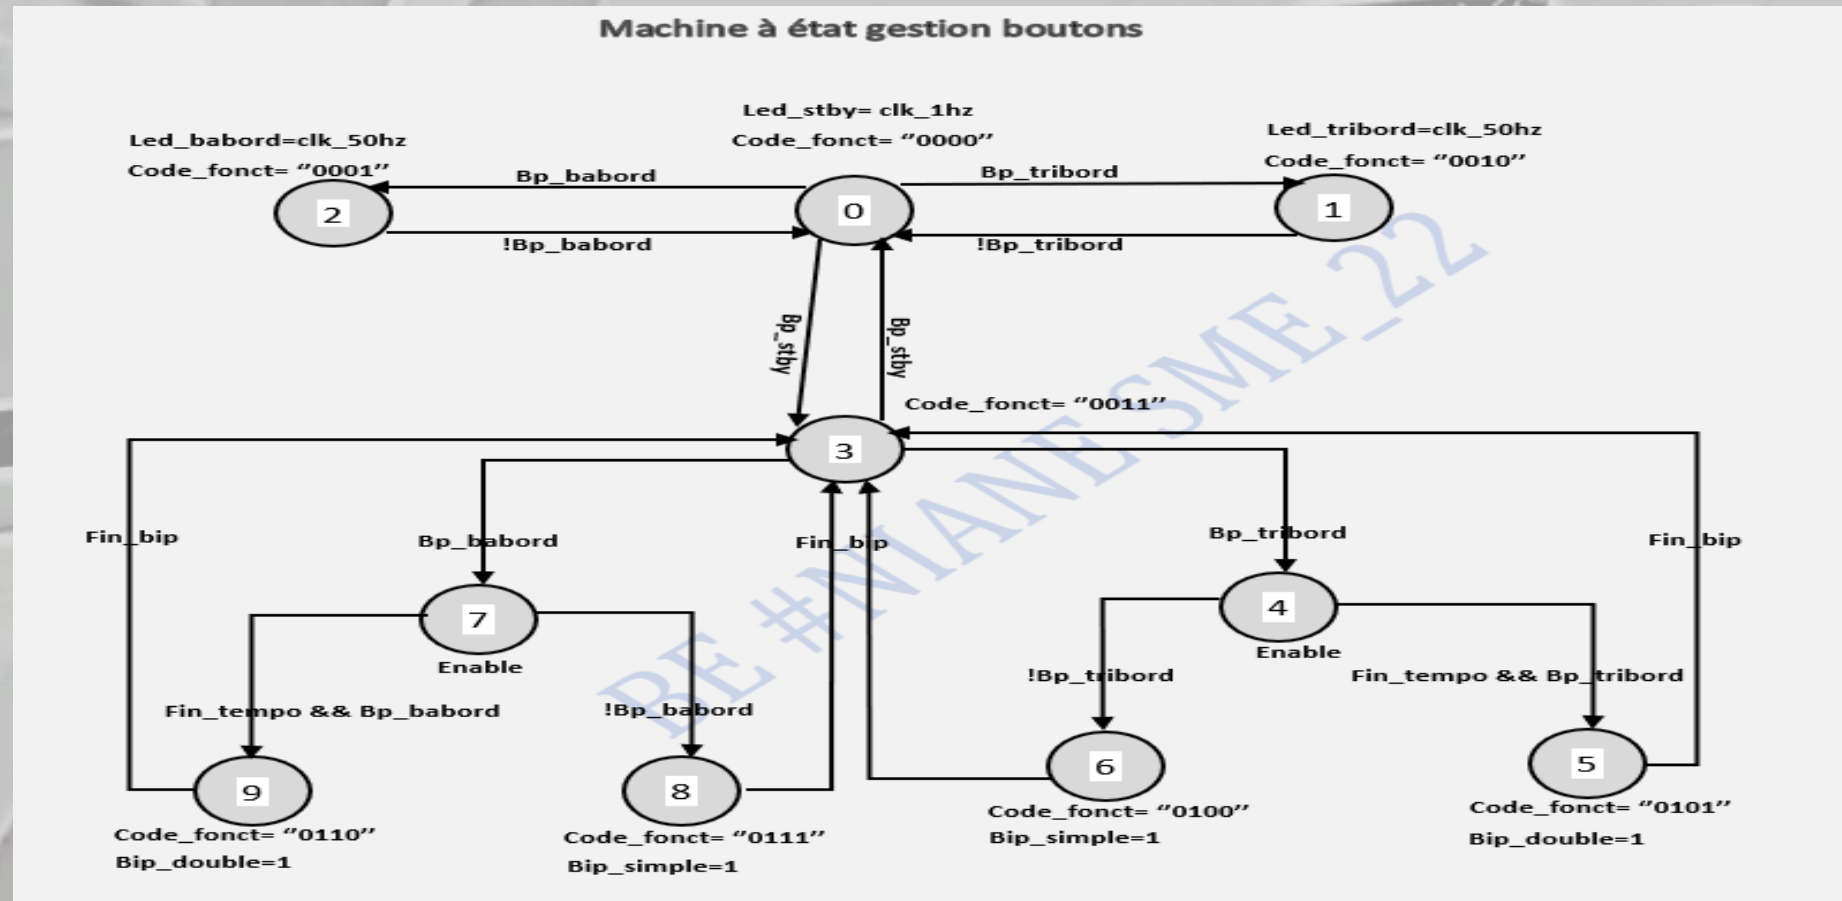 Machine à état gestion boutons
Led_stby= clk_1hz
Code_fonct= ‘’0000’’
Led_babord=clk_50hz
Code_fonct= ‘’0001’’
Led_tribord=clk_50hz
Code_fonct= ‘’0010’’
Bp_babord
Bp_tribord
2
0
1
!Bp_babord
!Bp_tribord
Bp_stby
Bp_stby
Code_fonct= ‘’0011’’
3
Fin_bip
Bp_babord
Fin_bip
Bp_tribord
Fin_bip
7
Enable
4
Enable
Fin_tempo && Bp_babord
!Bp_babord
!Bp_tribord
Fin_tempo && Bp_tribord
9
Code_fonct= ‘’0110’’
Bip_double=1
8
Code_fonct= ‘’0111’’
Bip_simple=1
6
Code_fonct= ‘’0100’’
Bip_simple=1
5
Code_fonct= ‘’0101’’
Bip_double=1
BE #NIANE SME_22